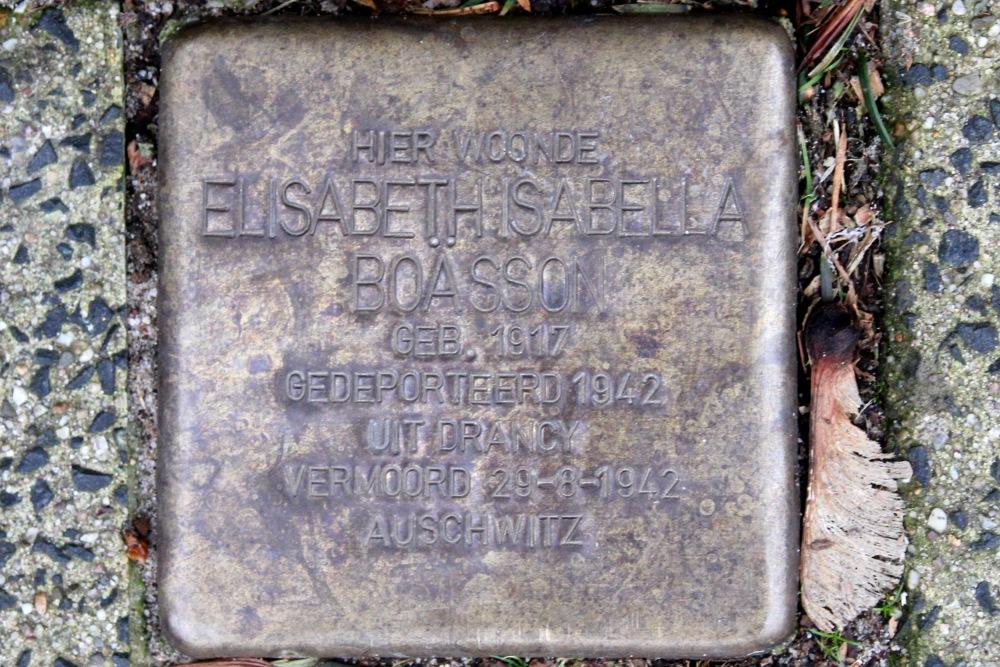 HIER WOONDE
ELISABETH ISABELLA
BOÄSSON
GEB. 1917
GEDEPORTEERD 1942
UIT DRANCY
VERMOORD 29-8-1942
AUSCHWITZ